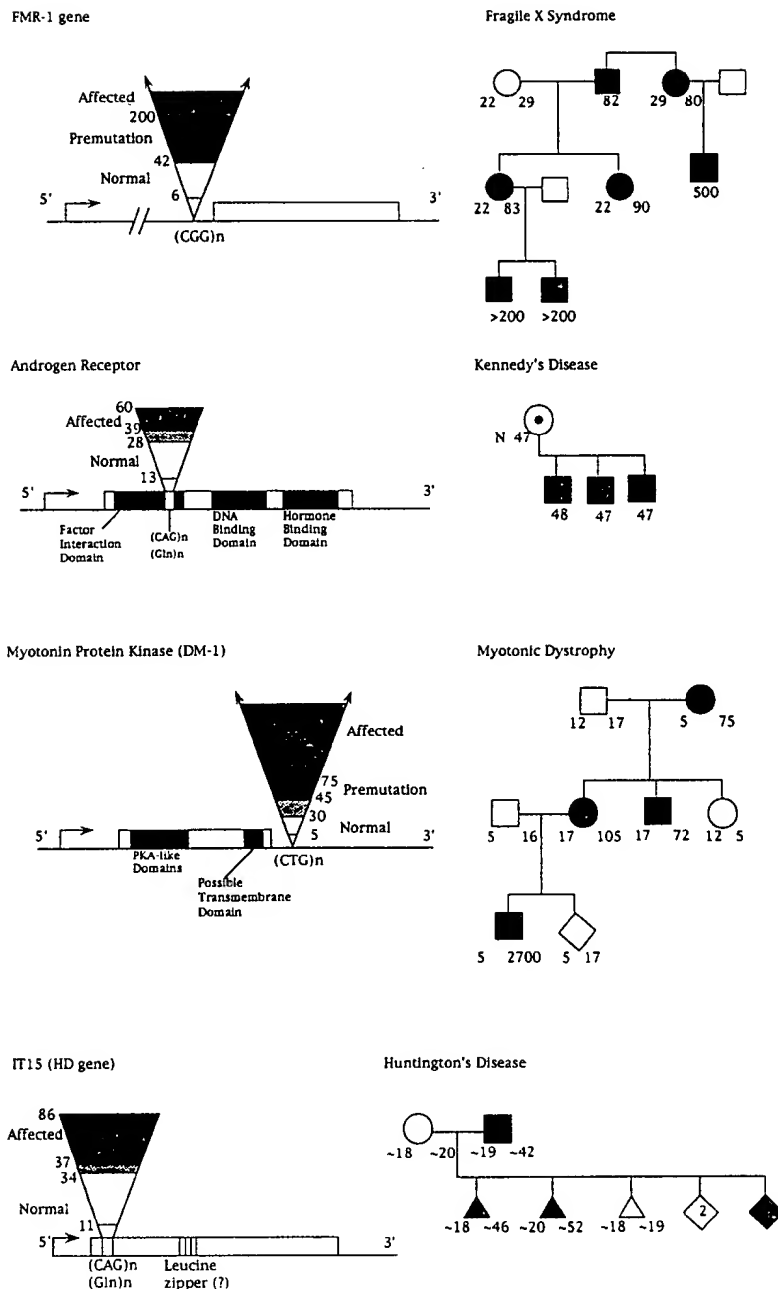 FMR-1 gene
Fragile X Syndrome
Affected
200
Premutation
42
Normal
6
5'
3'
(CGG)n
22 29
82
29 80
22 83
22 90
500
>200 >200
Androgen Receptor
Kennedy's Disease
60
Affected
39
28
Normal
13
5'
3'
Factor
Interaction
Domain
(CAG)n
(Gln)n
DNA
Binding
Domain
Hormone
Binding
Domain
N 47
48 47 47
Myotonin Protein Kinase (DM-1)
Myotonic Dystrophy
Affected
75
Premutation
45
30
Normal
5
5'
3'
PKA-like
Domains
(CTG)n
Possible
Transmembrane
Domain
12 17
5 75
5 16 17 105 17 72 12 5
5 2700 5 17
IT15 (HD gene)
Huntington's Disease
86
Affected
37
34
Normal
11
5'
3'
(CAG)n
(Gln)n
Leucine
zipper (?)
~18 ~20 ~19 ~42
2
~18 ~46 ~20 ~52 ~18 ~19